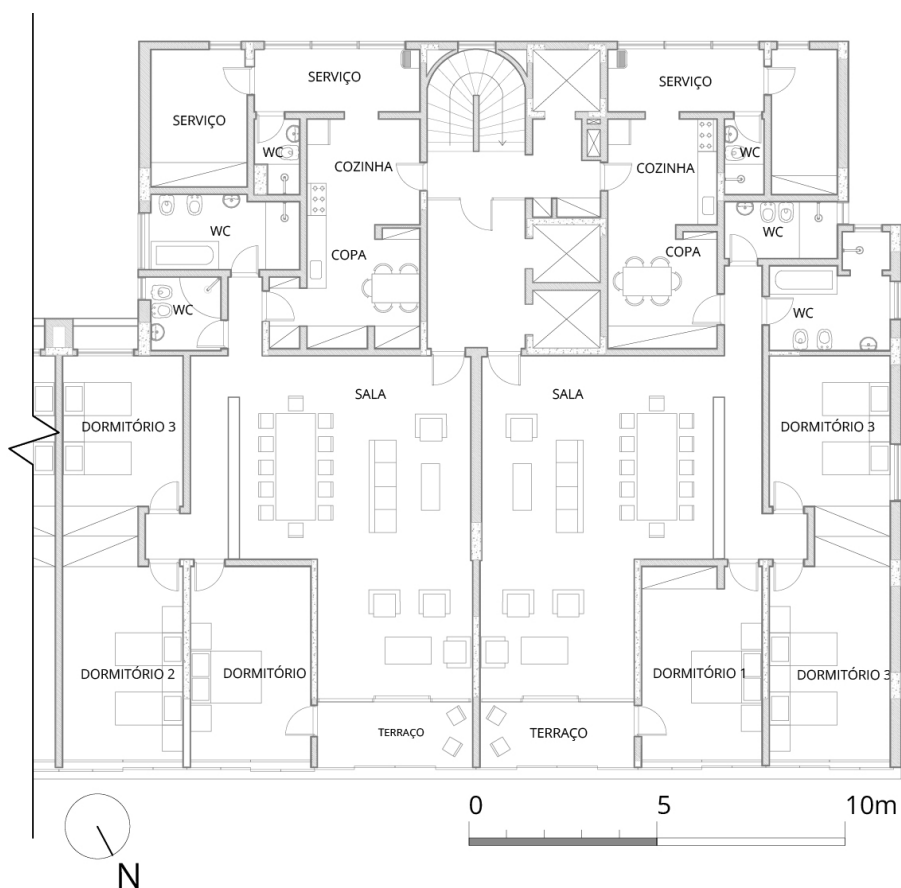 SERVIÇO
SERVIÇO
SERVIÇO
WC
WC
COZINHA
COZINHA
WC
WC
COPA
COPA
WC
WC
SALA
SALA
DORMITÓRIO 3
DORMITÓRIO 3
DORMITÓRIO 2
DORMITÓRIO
DORMITÓRIO 1
DORMITÓRIO 3
TERRAÇO
TERRAÇO
0 5 10m
N